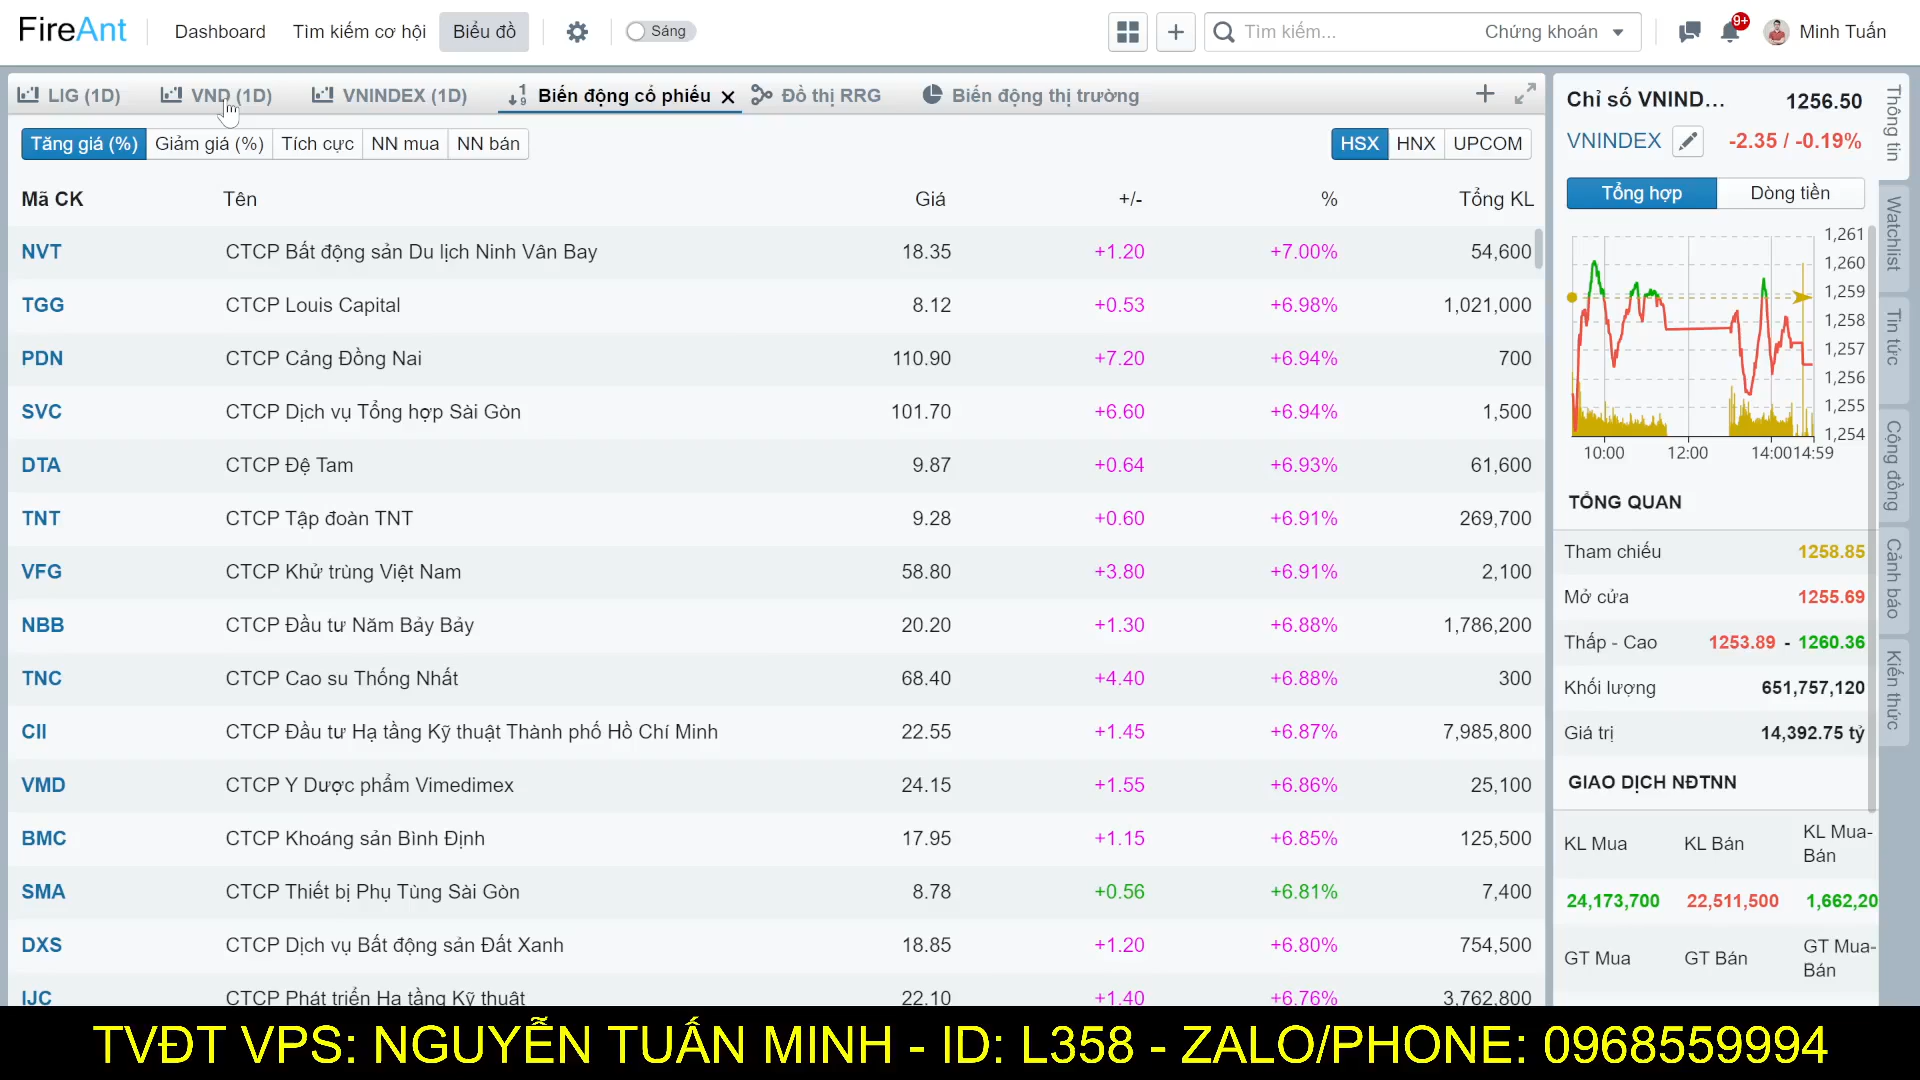 FireAnt Dashboard Tìm kiếm cơ hội Biểu đồ Sáng Tìm kiếm... Chứng khoán 9+ Minh Tuấn
LIG (1D) VND (1D) VNINDEX (1D) Biến động cổ phiếu Đồ thị RRG Biến động thị trường
Tăng giá (%) Giảm giá (%) Tích cực NN mua NN bán HSX HNX UPCOM
Mã CK Tên Giá +/- % Tổng KL
NVT CTCP Bất động sản Du lịch Ninh Vân Bay 18.35 +1.20 +7.00% 54,600
TGG CTCP Louis Capital 8.12 +0.53 +6.98% 1,021,000
PDN CTCP Cảng Đồng Nai 110.90 +7.20 +6.94% 700
SVC CTCP Dịch vụ Tổng hợp Sài Gòn 101.70 +6.60 +6.94% 1,500
DTA CTCP Đệ Tam 9.87 +0.64 +6.93% 61,600
TNT CTCP Tập đoàn TNT 9.28 +0.60 +6.91% 269,700
VFG CTCP Khử trùng Việt Nam 58.80 +3.80 +6.91% 2,100
NBB CTCP Đầu tư Năm Bảy Bảy 20.20 +1.30 +6.88% 1,786,200
TNC CTCP Cao su Thống Nhất 68.40 +4.40 +6.88% 300
CII CTCP Đầu tư Hạ tầng Kỹ thuật Thành phố Hồ Chí Minh 22.55 +1.45 +6.87% 7,985,800
VMD CTCP Y Dược phẩm Vimedimex 24.15 +1.55 +6.86% 25,100
BMC CTCP Khoáng sản Bình Định 17.95 +1.15 +6.85% 125,500
SMA CTCP Thiết bị Phụ Tùng Sài Gòn 8.78 +0.56 +6.81% 7,400
DXS CTCP Dịch vụ Bất động sản Đất Xanh 18.85 +1.20 +6.80% 754,500
IJC CTCP Phát triển Hạ tầng Kỹ thuật 22.10 +1.40 +6.76% 3,762,800
Chỉ số VNIND... 1256.50
VNINDEX -2.35 / -0.19%
Tổng hợp Dòng tiền
1,261
1,260
1,259
1,258
1,257
1,256
1,255
1,254
10:00 12:00 14:00 14:59
TỔNG QUAN
Tham chiếu 1258.85
Mở cửa 1255.69
Thấp - Cao 1253.89 - 1260.36
Khối lượng 651,757,120
Giá trị 14,392.75 tỷ
GIAO DỊCH NĐTNN
KL Mua KL Bán KL Mua-Bán
24,173,700 22,511,500 1,662,20
GT Mua GT Bán GT Mua-Bán
Thông tin
Watchlist
Tin tức
Cộng đồng
Cảnh báo
Kiến thức
TVĐT VPS: NGUYỄN TUẤN MINH - ID: L358 - ZALO/PHONE: 0968559994